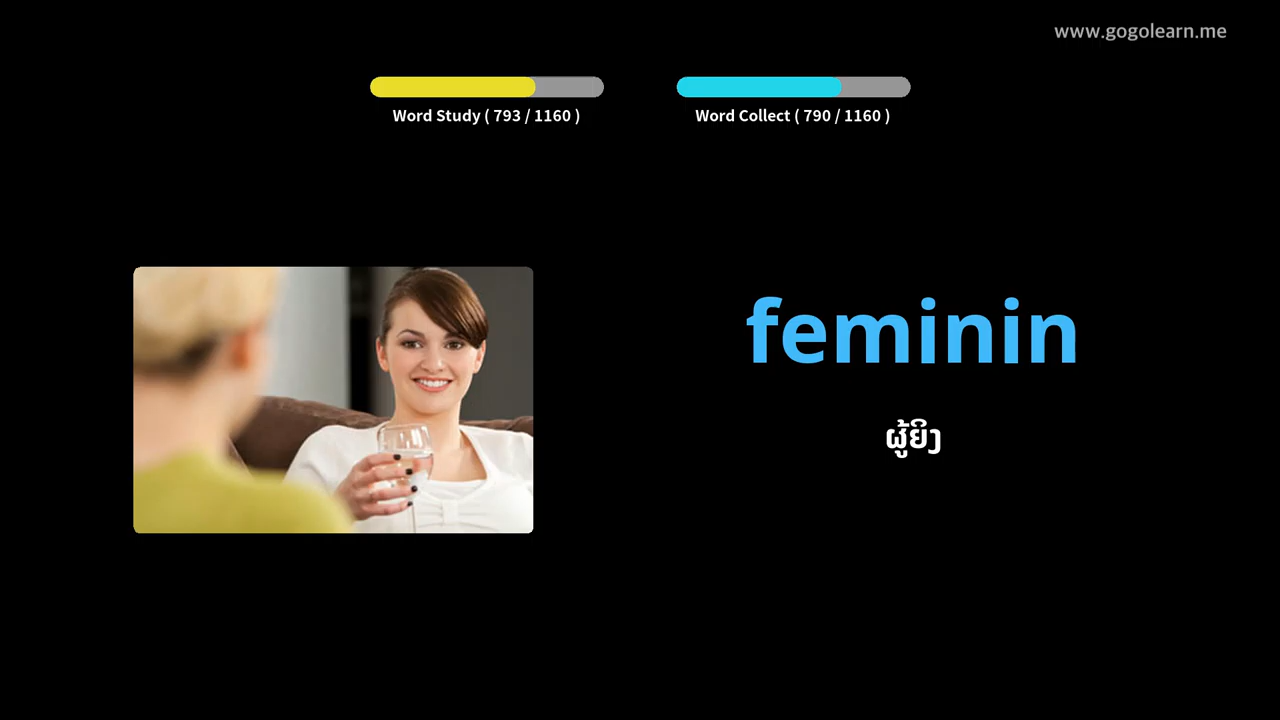 www.gogolearn.me
Word Study ( 793 / 1160 )
Word Collect ( 790 / 1160 )
feminin
ຜູ້ຍິງ